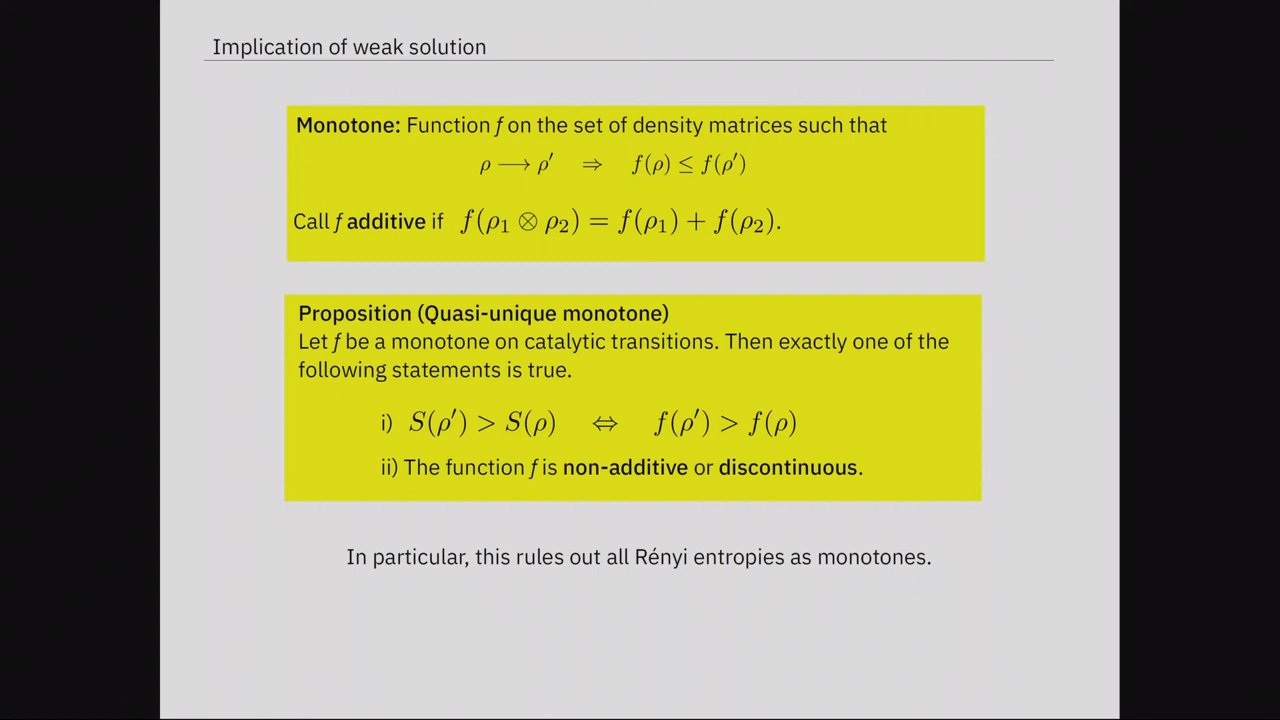 Implication of weak solution
Monotone: Function f on the set of density matrices such that
ρ ⟶ ρ′ ⇒ f(ρ) ≤ f(ρ′)
Call f additive if f(ρ₁ ⊗ ρ₂) = f(ρ₁) + f(ρ₂).
Proposition (Quasi-unique monotone)
Let f be a monotone on catalytic transitions. Then exactly one of the
following statements is true.
i) S(ρ′) > S(ρ) ⇔ f(ρ′) > f(ρ)
ii) The function f is non-additive or discontinuous.
In particular, this rules out all Rényi entropies as monotones.